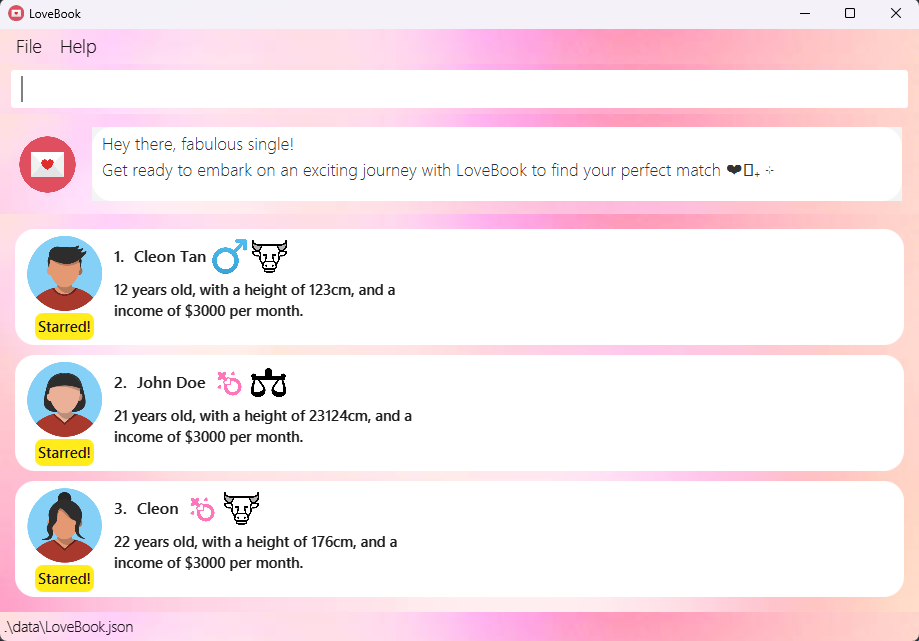 LoveBook
File Help
Hey there, fabulous single!
Get ready to embark on an exciting journey with LoveBook to find your perfect match ❤▯₊ ⊹
1. Cleon Tan
12 years old, with a height of 123cm, and a
income of $3000 per month.
Starred!
2. John Doe
21 years old, with a height of 23124cm, and a
income of $3000 per month.
Starred!
3. Cleon
22 years old, with a height of 176cm, and a
income of $3000 per month.
Starred!
.\data\LoveBook.json